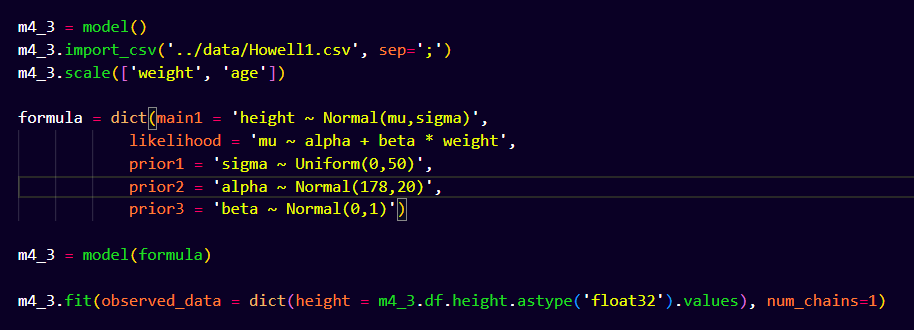 m4_3 = model()
m4_3.import_csv('../data/Howell1.csv', sep=';')
m4_3.scale(['weight', 'age'])
formula = dict(main1 = 'height ~ Normal(mu,sigma)',
likelihood = 'mu ~ alpha + beta * weight',
prior1 = 'sigma ~ Uniform(0,50)',
prior2 = 'alpha ~ Normal(178,20)',
prior3 = 'beta ~ Normal(0,1)')
m4_3 = model(formula)
m4_3.fit(observed_data = dict(height = m4_3.df.height.astype('float32').values), num_chains=1)